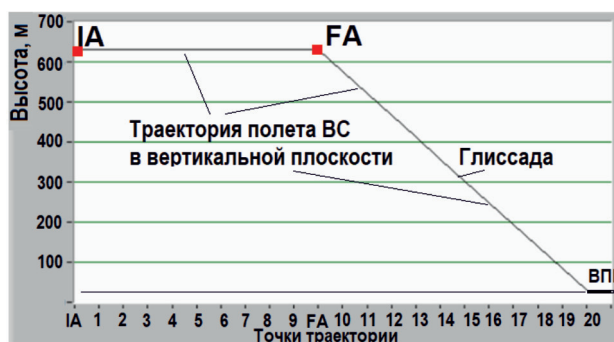 Высота, м
700
600
500
400
300
200
100
IA
FA
Траектория полета ВС
в вертикальной плоскости
Глиссада
ВП
IA 1 2 3 4 5 6 7 8 9 FA 10 11 12 13 14 15 16 17 18 19 20
Точки траектории